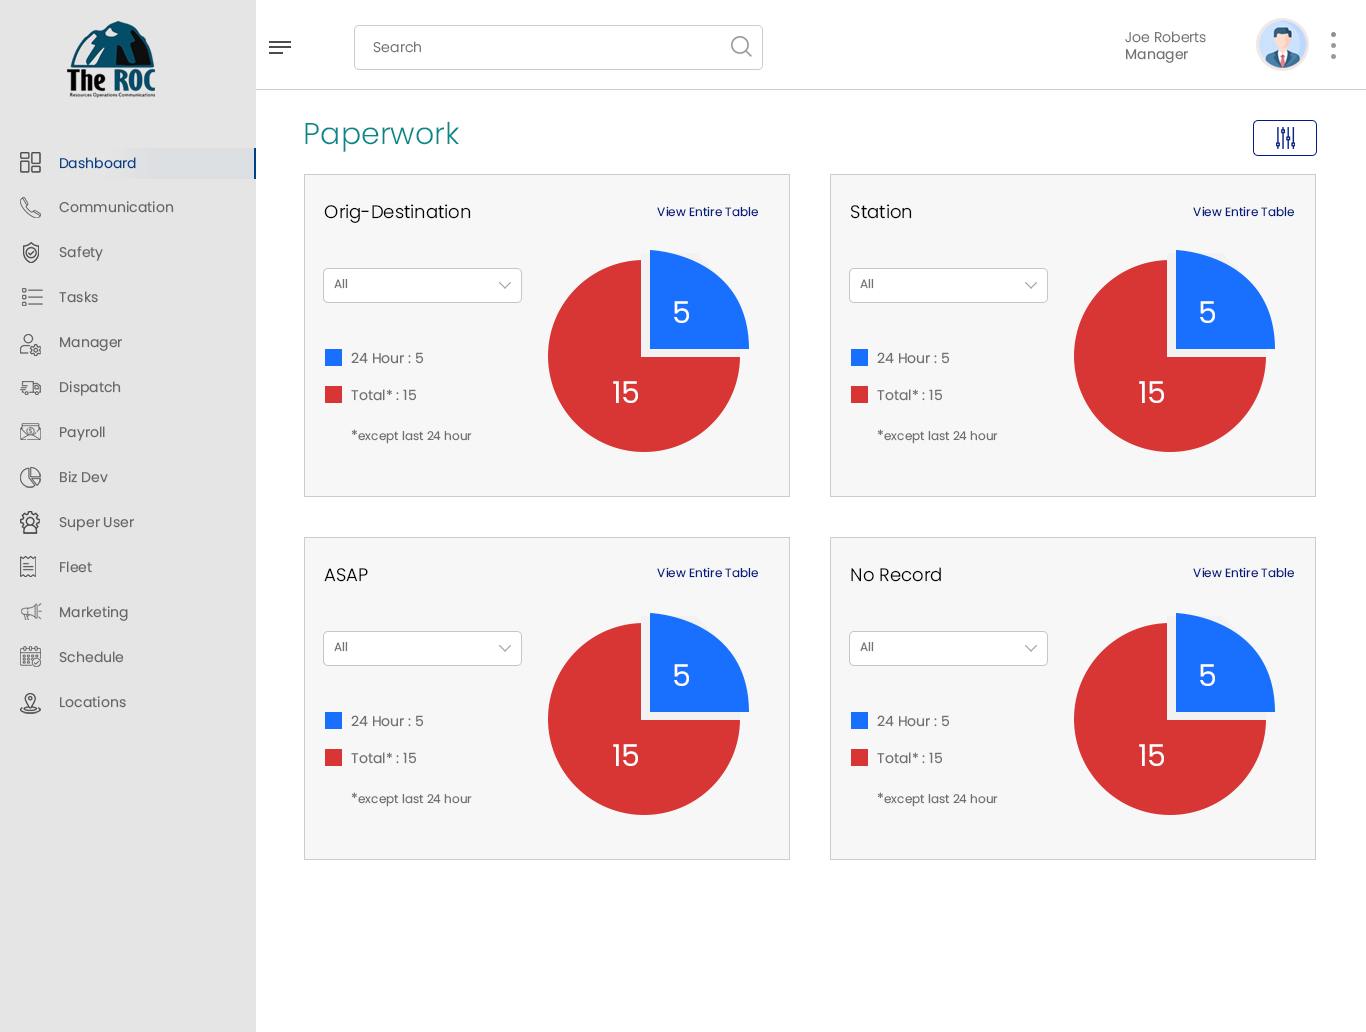 The ROC
Resources Operations Communications
Dashboard
Communication
Safety
Tasks
Manager
Dispatch
Payroll
Biz Dev
Super User
Fleet
Marketing
Schedule
Locations
Search
Joe Roberts
Manager
Paperwork
Orig-Destination
View Entire Table
All
24 Hour : 5
Total* : 15
*except last 24 hour
5
15
Station
View Entire Table
All
24 Hour : 5
Total* : 15
*except last 24 hour
5
15
ASAP
View Entire Table
All
24 Hour : 5
Total* : 15
*except last 24 hour
5
15
No Record
View Entire Table
All
24 Hour : 5
Total* : 15
*except last 24 hour
5
15